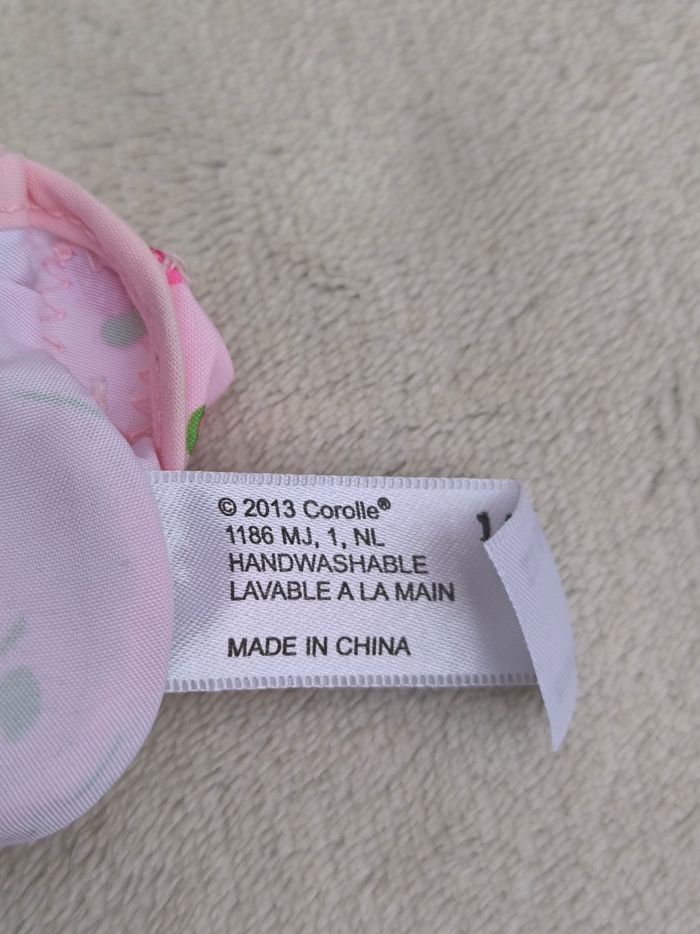 © 2013 Corolle®
1186 MJ, 1, NL
HANDWASHABLE
LAVABLE A LA MAIN
MADE IN CHINA